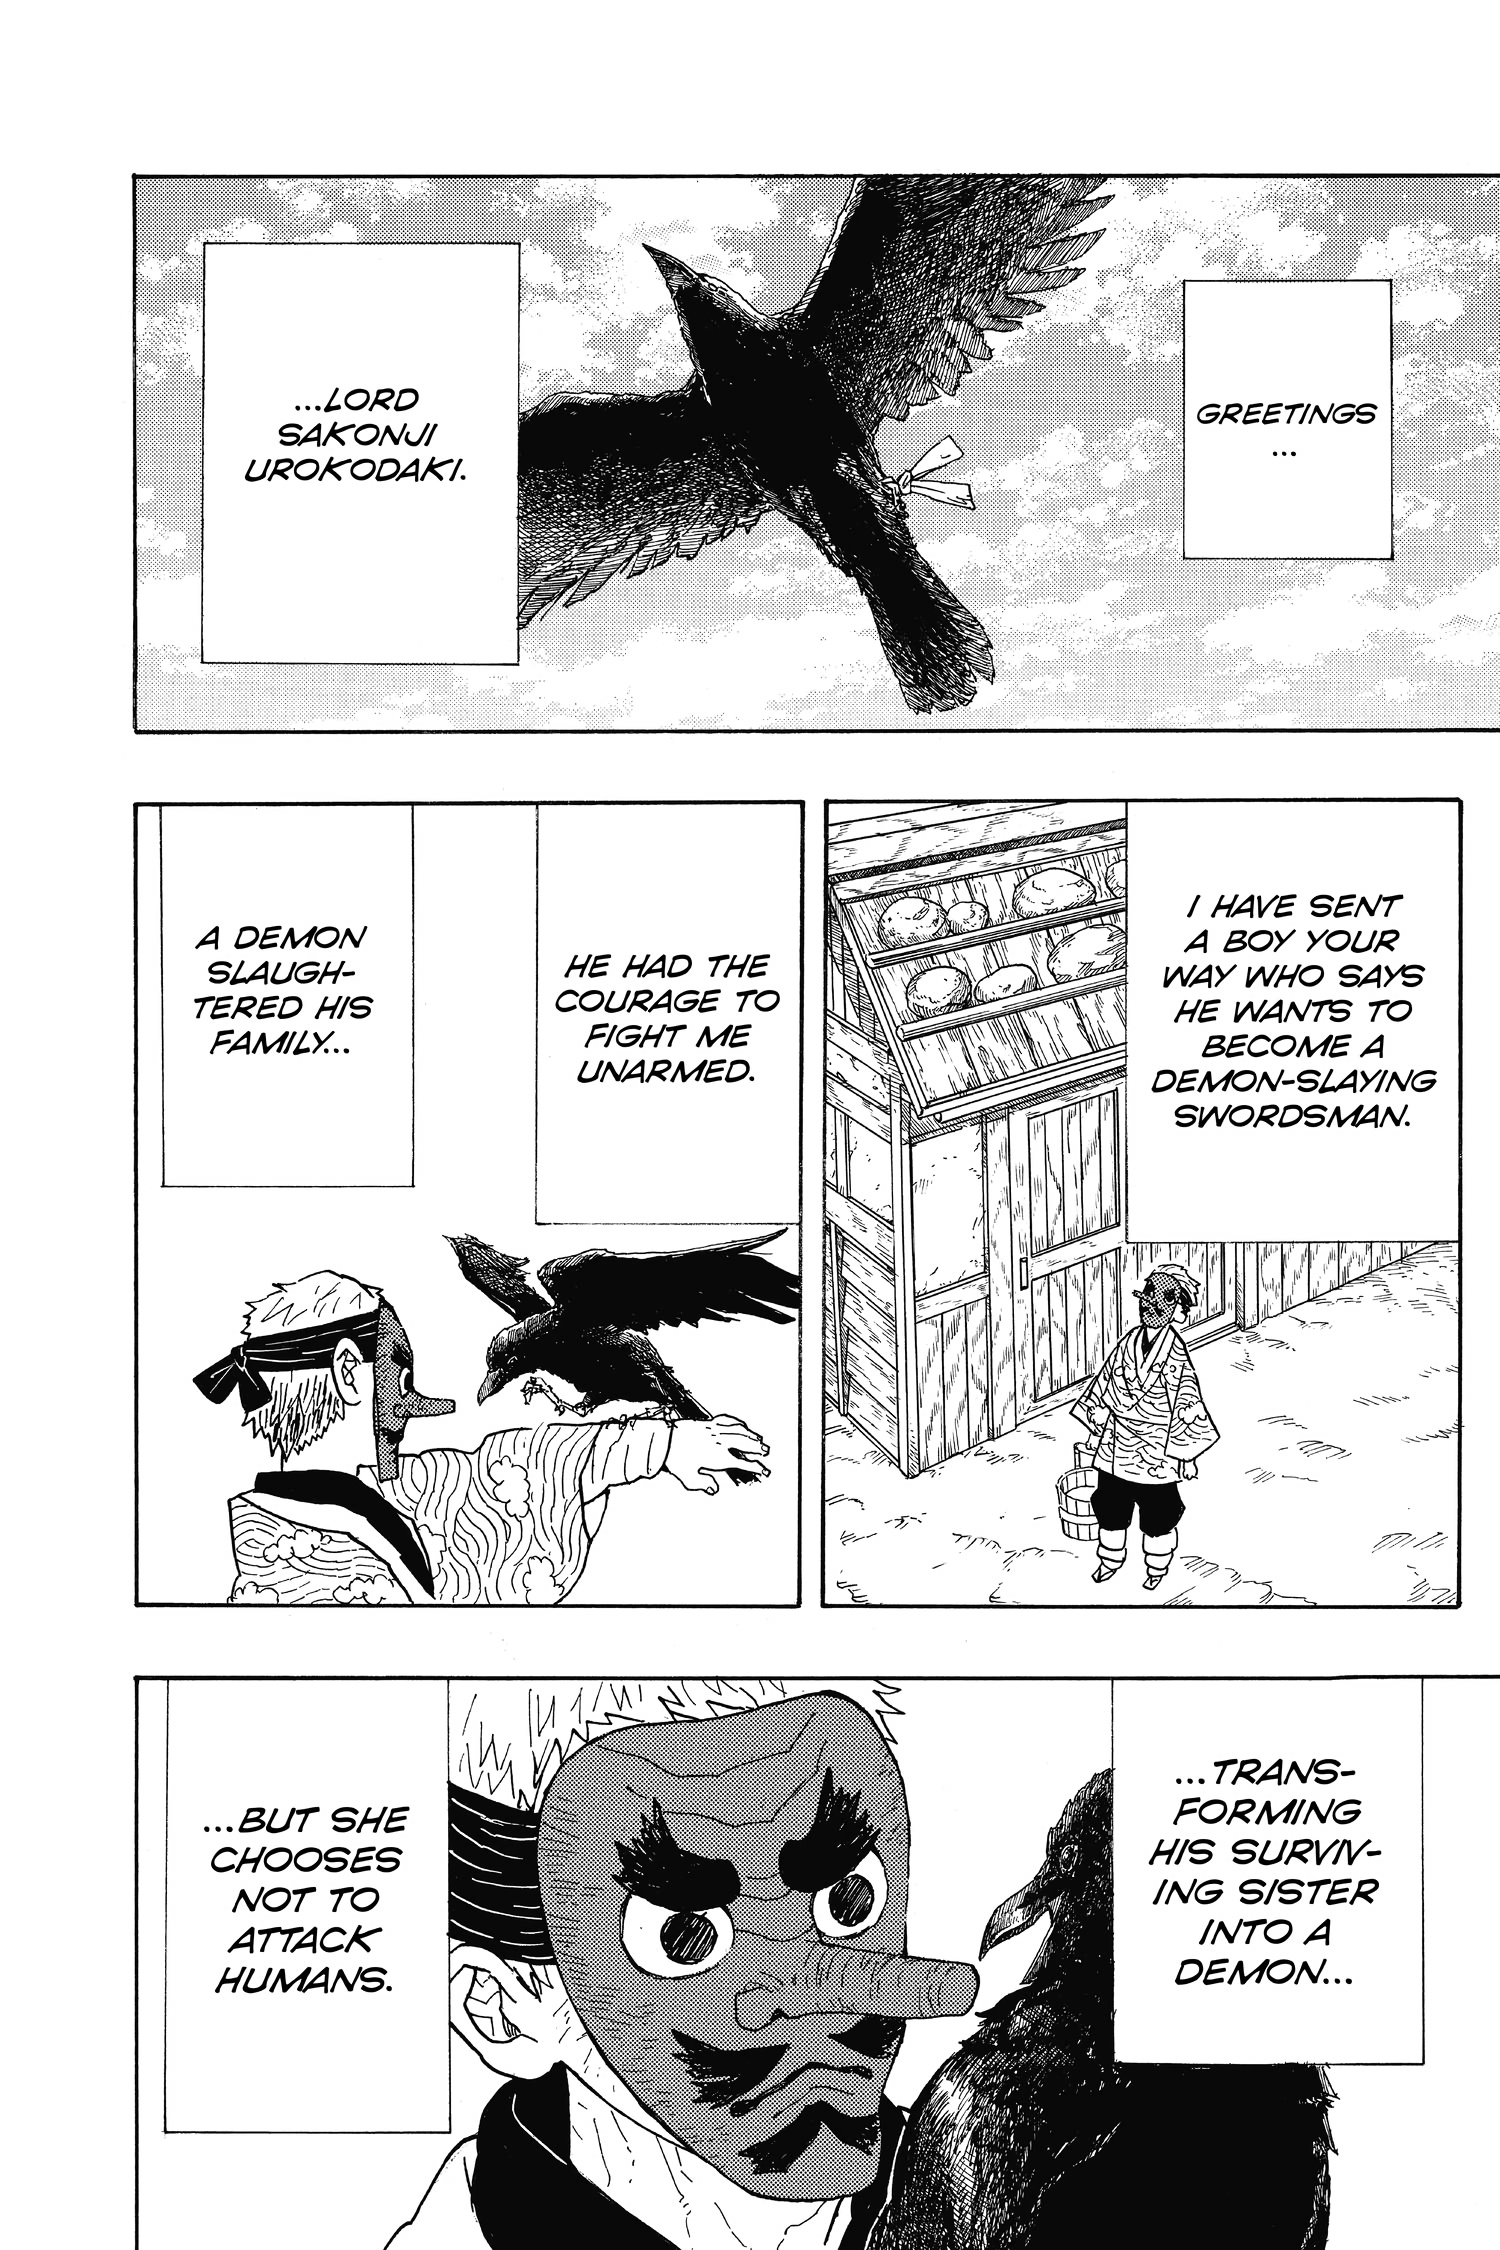 GREETINGS
...
...LORD
SAKONJI
UROKODAKI.
I HAVE SENT
A BOY YOUR
WAY WHO SAYS
HE WANTS TO
BECOME A
DEMON-SLAYING
SWORDSMAN.
HE HAD THE
COURAGE TO
FIGHT ME
UNARMED.
A DEMON
SLAUGH-
TERED HIS
FAMILY...
...TRANS-
FORMING
HIS SURVIV-
ING SISTER
INTO A
DEMON...
...BUT SHE
CHOOSES
NOT TO
ATTACK
HUMANS.